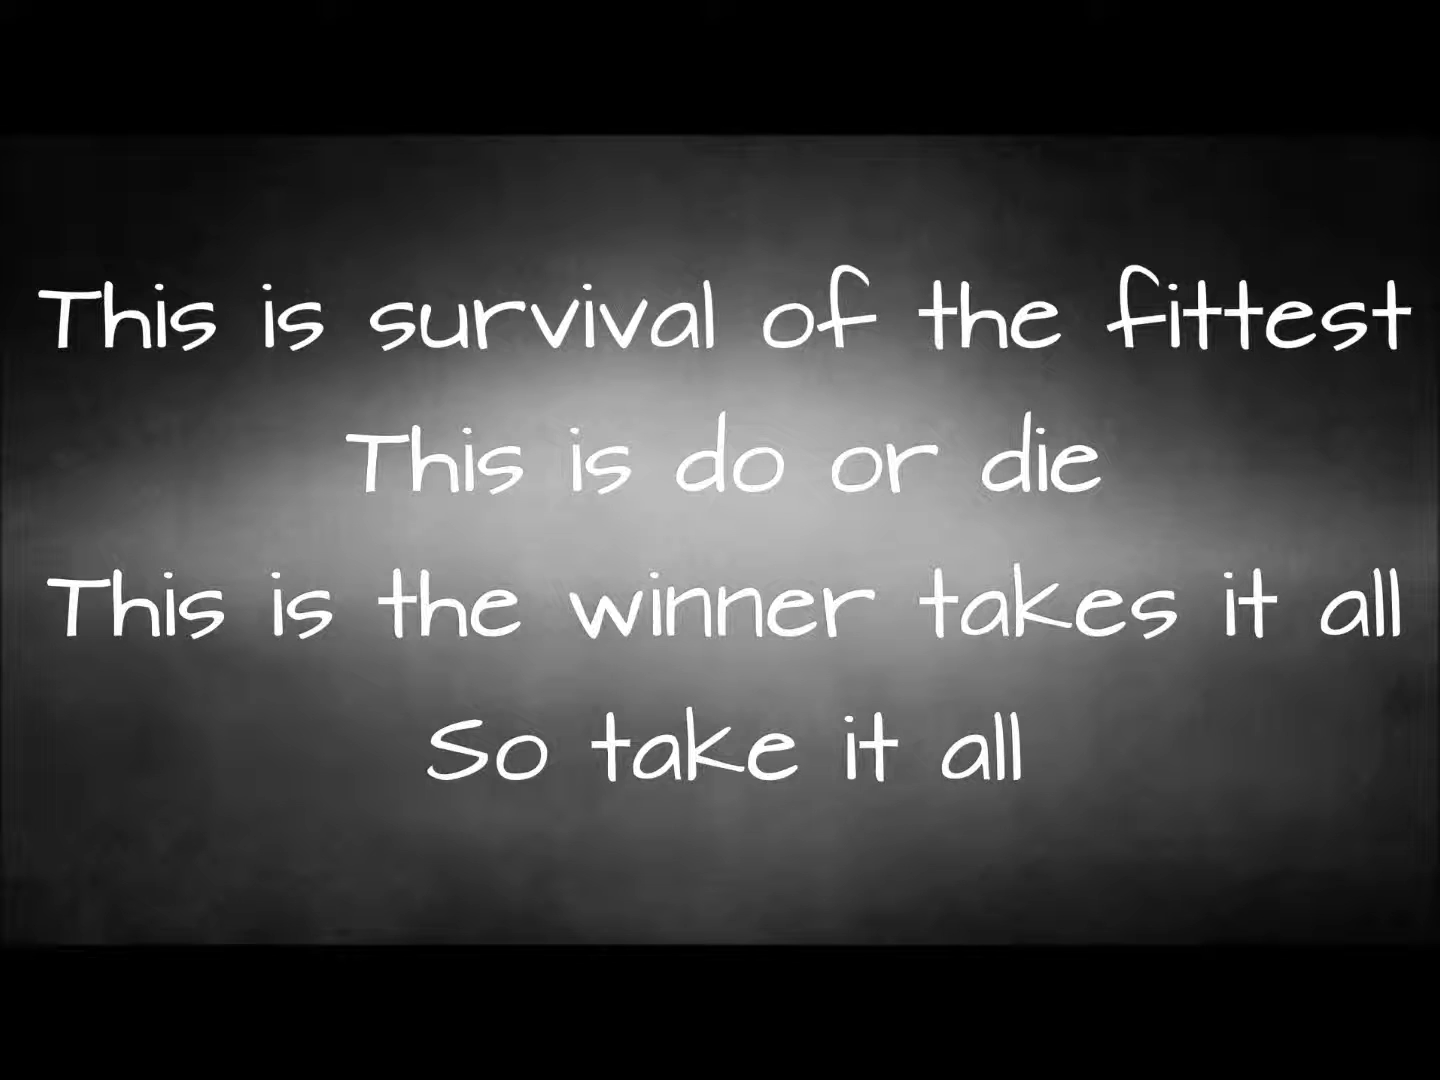 This is survival of the fittest
This is do or die
This is the winner takes it all
So take it all